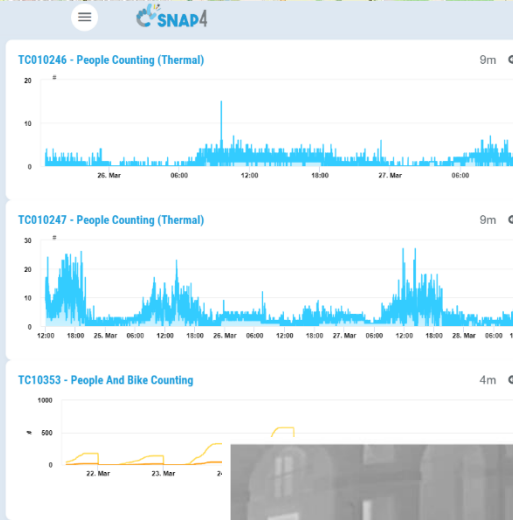 CSNAP4
TC010246 - People Counting (Thermal) 9m
#
20
10
0
26. Mar 06:00 12:00 18:00 27. Mar 06:00
TC010247 - People Counting (Thermal) 9m
#
30
20
10
0
12:00 18:00 25. Mar 06:00 12:00 18:00 26. Mar 06:00 12:00 18:00 27. Mar 06:00 12:00 18:00 28. Mar 06:00 1
TC10353 - People And Bike Counting 4m
1000
#
500
0
22. Mar 23. Mar 2